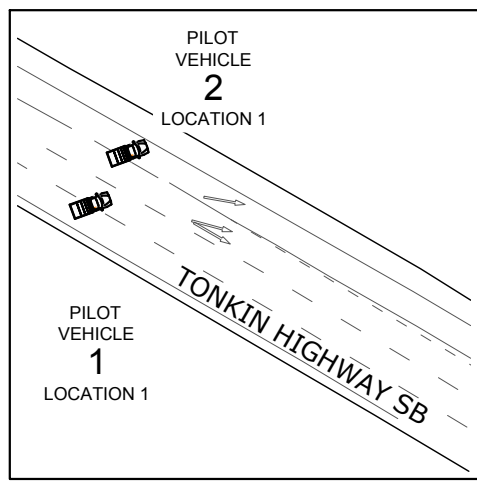 PILOT
VEHICLE
2
LOCATION 1
PILOT
VEHICLE
1
LOCATION 1
TONKIN HIGHWAY SB